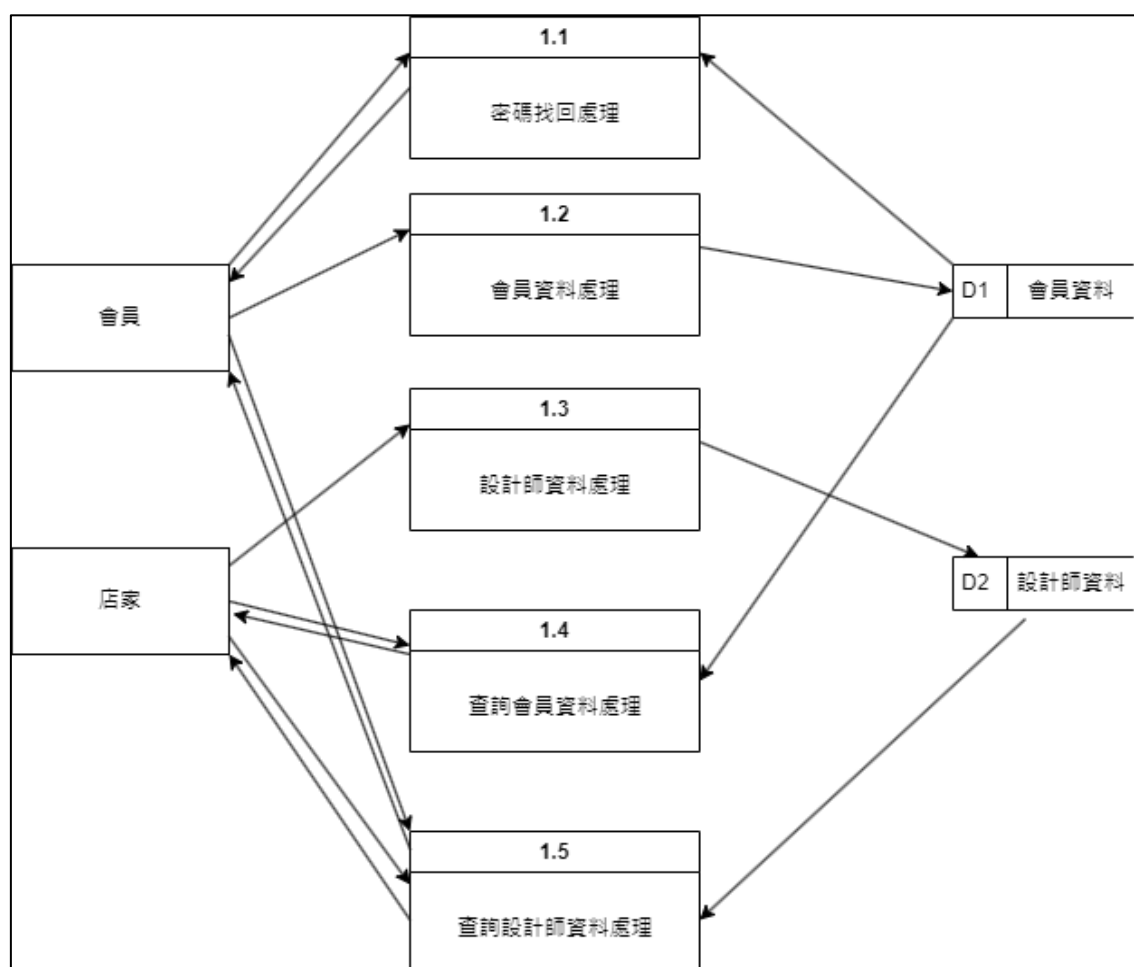 1.1
密碼找回處理
1.2
會員資料處理
會員
D1 會員資料
1.3
設計師資料處理
店家
D2 設計師資料
1.4
查詢會員資料處理
1.5
查詢設計師資料處理